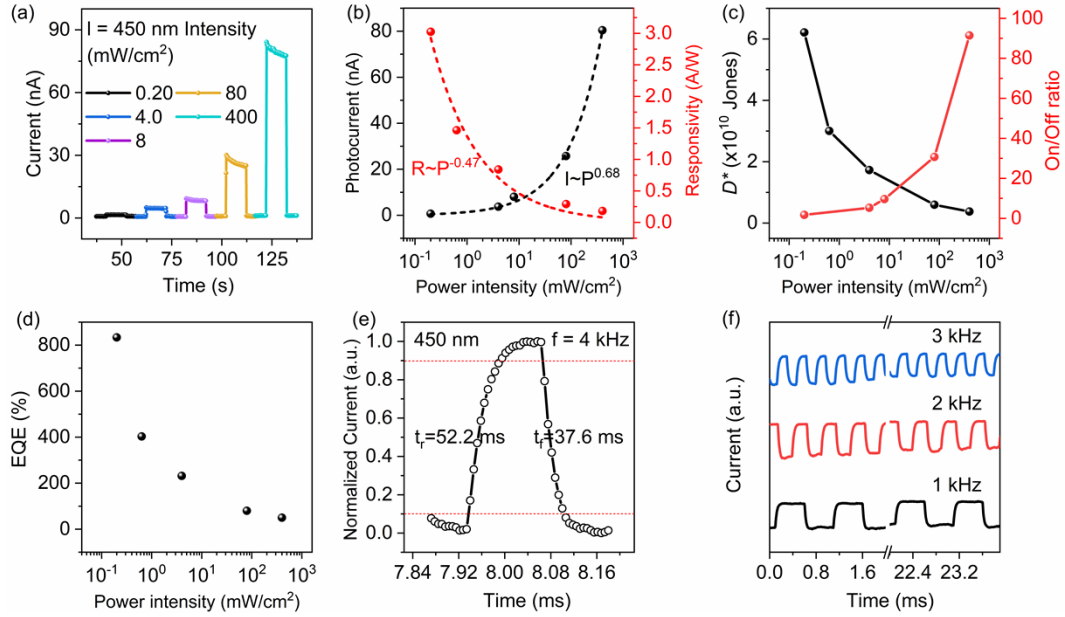 (a)
I = 450 nm Intensity
(mW/cm²)
0.20 80
4.0 400
8
90
60
30
0
Current (nA)
50 75 100 125
Time (s)
(b)
80
60
40
20
0
Photocurrent (nA)
R~P^-0.47
I~P^0.68
3.0
2.5
2.0
1.5
1.0
0.5
0.0
Responsivity (A/W)
10⁻¹ 10⁰ 10¹ 10² 10³
Power intensity (mW/cm²)
(c)
6
4
2
0
D* (x10¹⁰ Jones)
100
80
60
40
20
0
On/Off ratio
10⁻¹ 10⁰ 10¹ 10² 10³
Power intensity (mW/cm²)
(d)
800
600
400
200
0
EQE (%)
10⁻¹ 10⁰ 10¹ 10² 10³
Power intensity (mW/cm²)
(e)
450 nm f = 4 kHz
1.0
0.8
0.6
0.4
0.2
0.0
Normalized Current (a.u.)
tr=52.2 ms tf=37.6 ms
7.84 7.92 8.00 8.08 8.16
Time (ms)
(f)
3 kHz
2 kHz
1 kHz
Current (a.u.)
0.0 0.8 1.6 22.4 23.2
Time (ms)